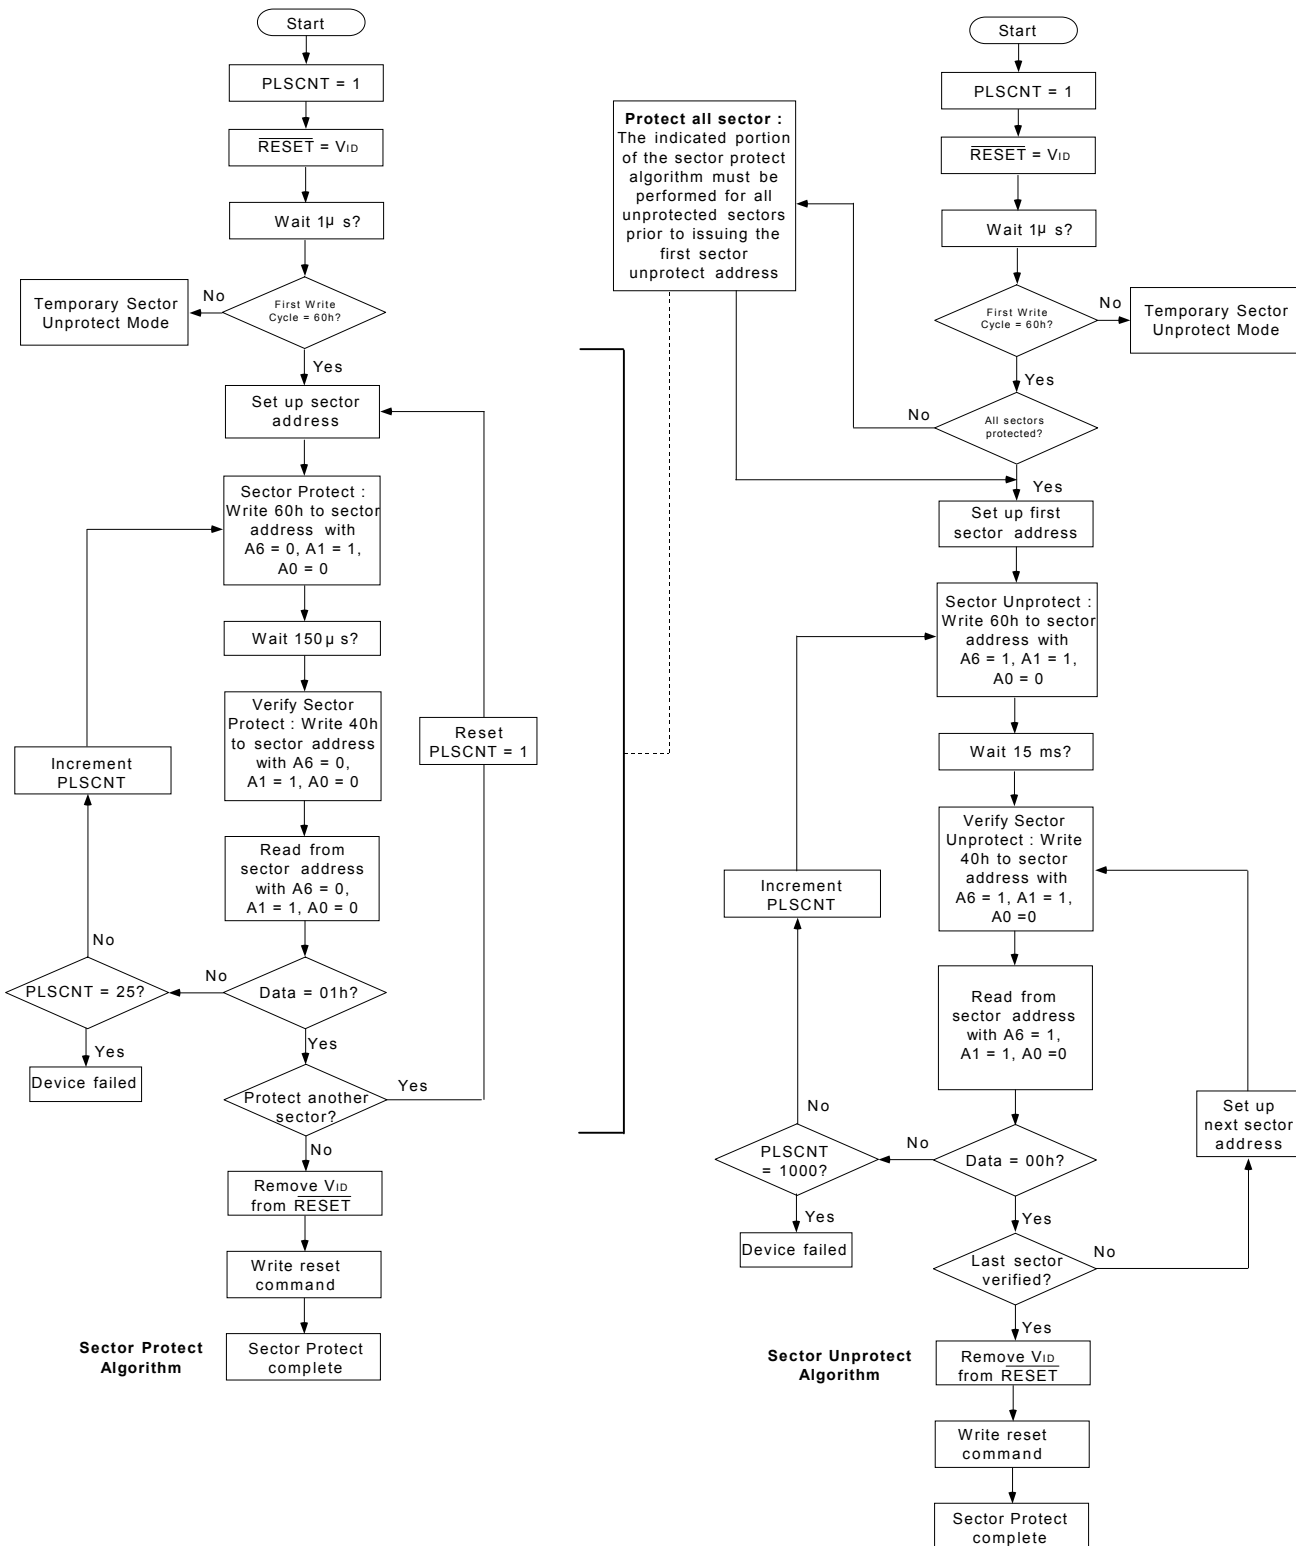 Start
PLSCNT = 1
RESET = VID
Wait 1µ s?
First Write
Cycle = 60h?
No
Temporary Sector
Unprotect Mode
Yes
Set up sector
address
Sector Protect :
Write 60h to sector
address with
A6 = 0, A1 = 1,
A0 = 0
Wait 150µ s?
Verify Sector
Protect : Write 40h
to sector address
with A6 = 0,
A1 = 1, A0 = 0
Reset
PLSCNT = 1
Increment
PLSCNT
Read from
sector address
with A6 = 0,
A1 = 1, A0 = 0
No
PLSCNT = 25?
No
Data = 01h?
Yes
Device failed
Yes
Protect another
sector?
Yes
No
Remove VID
from RESET
Write reset
command
Sector Protect
complete
Sector Protect
Algorithm
Protect all sector :
The indicated portion
of the sector protect
algorithm must be
performed for all
unprotected sectors
prior to issuing the
first sector
unprotect address
Start
PLSCNT = 1
RESET = VID
Wait 1µ s?
First Write
Cycle = 60h?
No
Temporary Sector
Unprotect Mode
Yes
No
All sectors
protected?
Yes
Set up first
sector address
Sector Unprotect :
Write 60h to sector
address with
A6 = 1, A1 = 1,
A0 = 0
Wait 15 ms?
Verify Sector
Unprotect : Write
40h to sector
address with
A6 = 1, A1 = 1,
A0 =0
Increment
PLSCNT
Read from
sector address
with A6 = 1,
A1 = 1, A0 =0
No
PLSCNT
= 1000?
No
Data = 00h?
Set up
next sector
address
Yes
Device failed
Yes
Last sector
verified?
No
Yes
Remove VID
from RESET
Sector Unprotect
Algorithm
Write reset
command
Sector Protect
complete